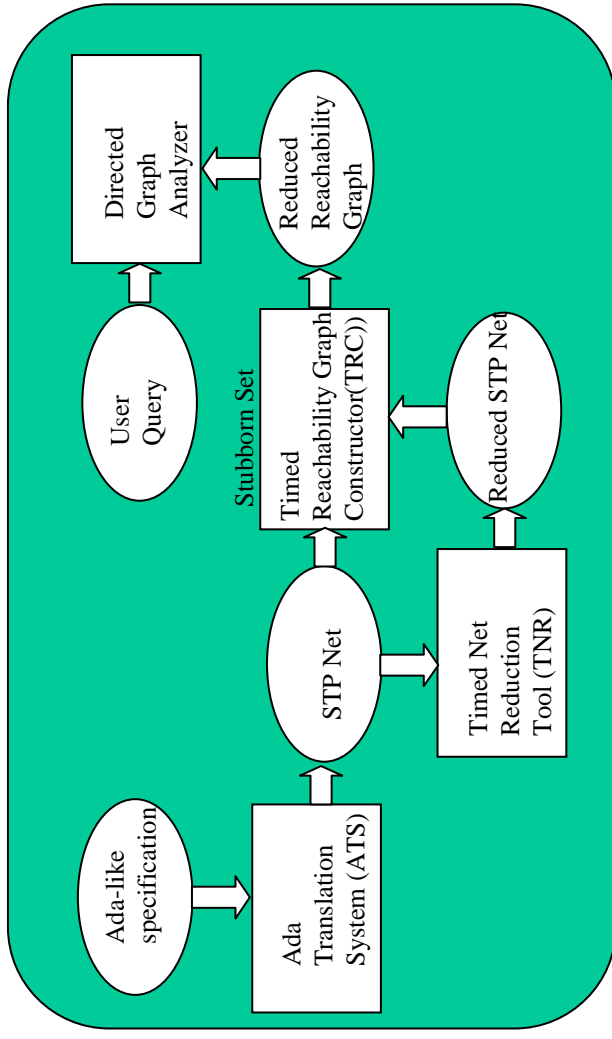 Ada-like
specification
Ada
Translation
System (ATS)
STP Net
Timed Net
Reduction
Tool (TNR)
Reduced STP Net
Stubborn Set
Timed
Reachability Graph
Constructor(TRC))
Reduced
Reachability
Graph
User
Query
Directed
Graph
Analyzer